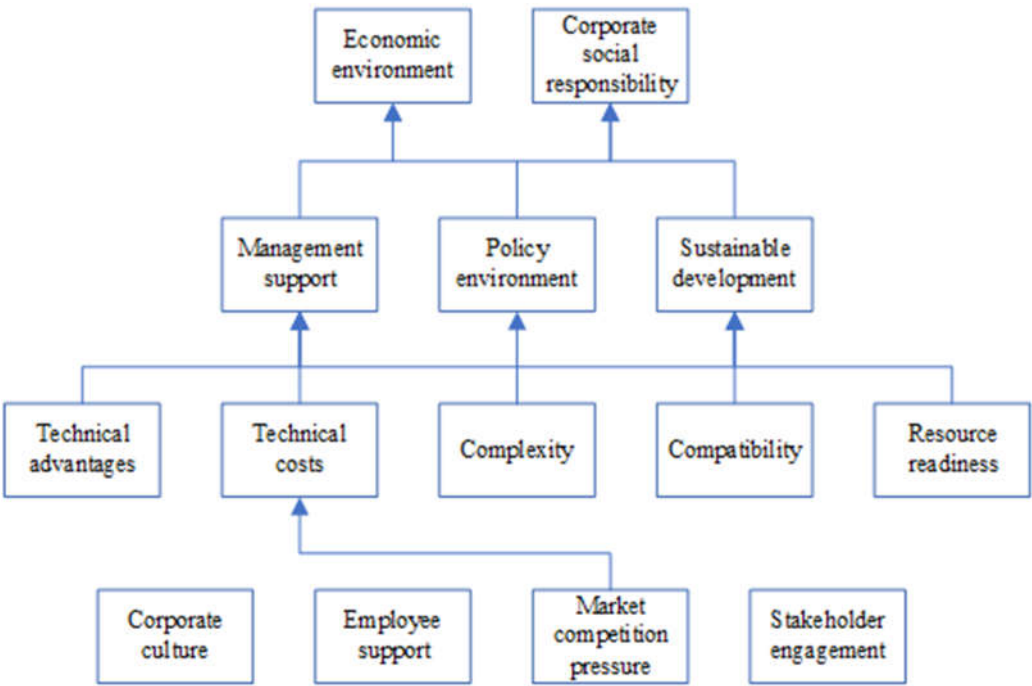 Economic
environment
Corporate
social
responsibility
Management
support
Policy
environment
Sustainable
development
Technical
advantages
Technical
costs
Complexity
Compatibility
Resource
readiness
Corporate
culture
Employee
support
Market
competition
pressure
Stakeholder
engagement